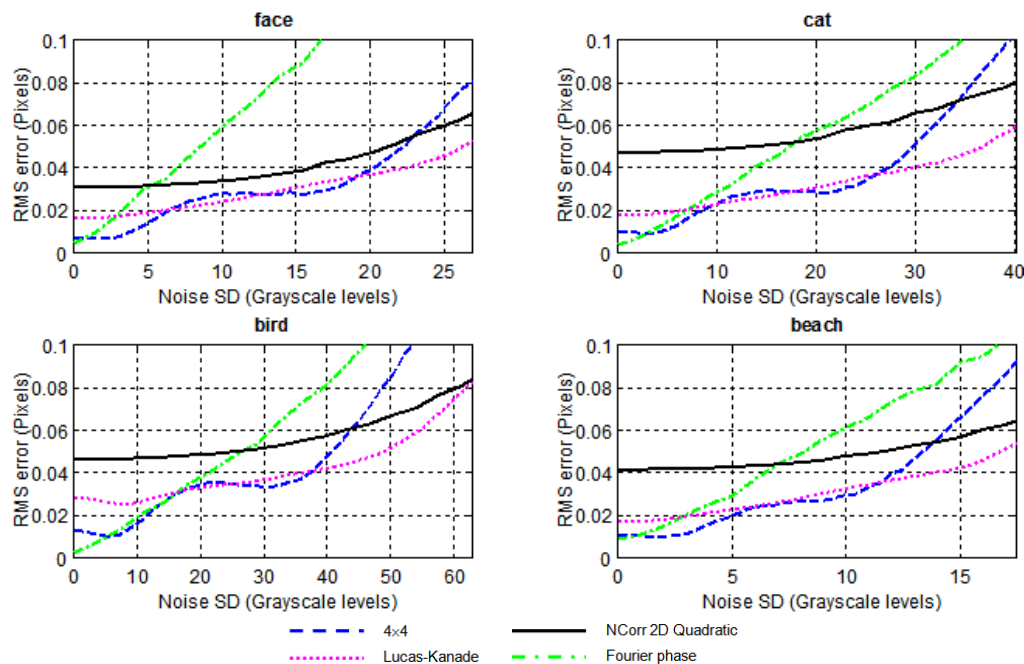 face
0.1
0.08
0.06
0.04
0.02
0
RMS error (Pixels)
0 5 10 15 20 25
Noise SD (Grayscale levels)
cat
0.1
0.08
0.06
0.04
0.02
0
RMS error (Pixels)
0 10 20 30 40
Noise SD (Grayscale levels)
bird
0.1
0.08
0.06
0.04
0.02
0
RMS error (Pixels)
0 10 20 30 40 50 60
Noise SD (Grayscale levels)
beach
0.1
0.08
0.06
0.04
0.02
0
RMS error (Pixels)
0 5 10 15
Noise SD (Grayscale levels)
4×4
NCorr 2D Quadratic
Lucas-Kanade
Fourier phase